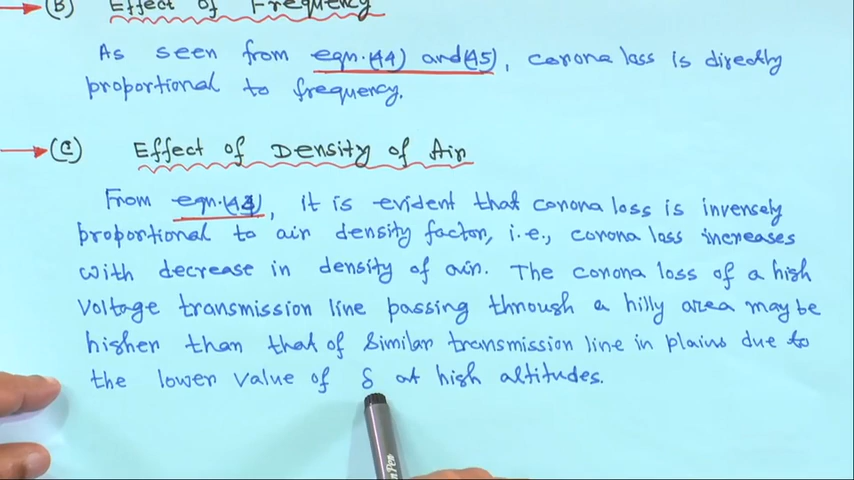 (B) Effect of Frequency
As seen from eqn.(44) and (45), corona loss is directly
proportional to frequency.
(C) Effect of Density of Air
From eqn.(44), it is evident that corona loss is inversely
proportional to air density factor, i.e., corona loss increases
with decrease in density of air. The corona loss of a high
voltage transmission line passing through a hilly area may be
higher than that of similar transmission line in plains due to
the lower value of δ at high altitudes.
Pen